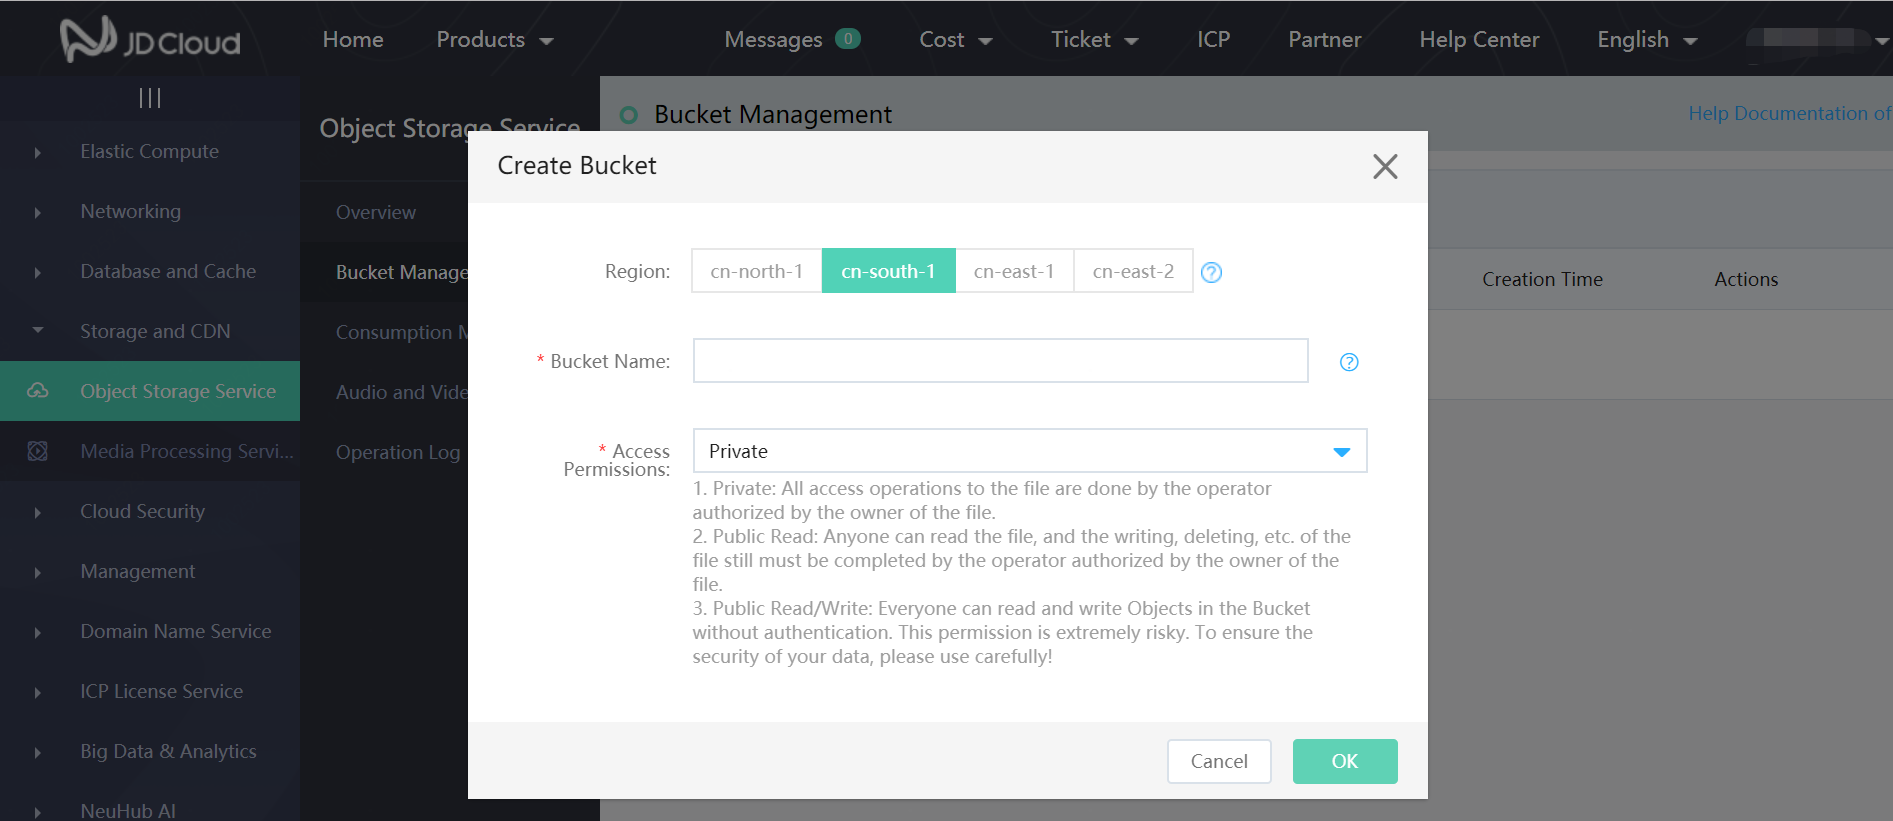 JD Cloud
Home
Products
Messages 0
Cost
Ticket
ICP
Partner
Help Center
English
Elastic Compute
Networking
Database and Cache
Storage and CDN
Object Storage Service
Media Processing Servi...
Cloud Security
Management
Domain Name Service
ICP License Service
Big Data & Analytics
NeuHub AI
Object Storage Service
Overview
Bucket Manage
Consumption M
Audio and Vide
Operation Log
Bucket Management
Help Documentation of
Creation Time
Actions
Create Bucket
Region:
cn-north-1
cn-south-1
cn-east-1
cn-east-2
?
* Bucket Name:
?
* Access
Permissions:
Private
1. Private: All access operations to the file are done by the operator
authorized by the owner of the file.
2. Public Read: Anyone can read the file, and the writing, deleting, etc. of the
file still must be completed by the operator authorized by the owner of the
file.
3. Public Read/Write: Everyone can read and write Objects in the Bucket
without authentication. This permission is extremely risky. To ensure the
security of your data, please use carefully!
Cancel
OK